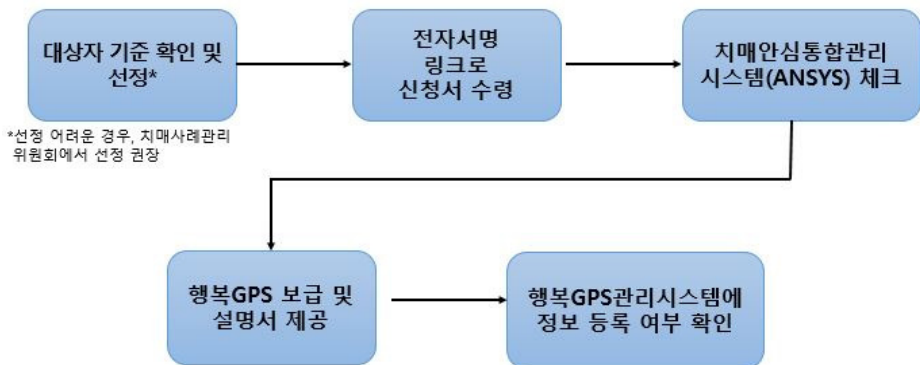 대상자 기준 확인 및
선정*
*선정 어려운 경우, 치매사례관리
위원회에서 선정 권장
전자서명
링크로
신청서 수령
치매안심통합관리
시스템(ANSYS) 체크
행복GPS 보급 및
설명서 제공
행복GPS관리시스템에
정보 등록 여부 확인